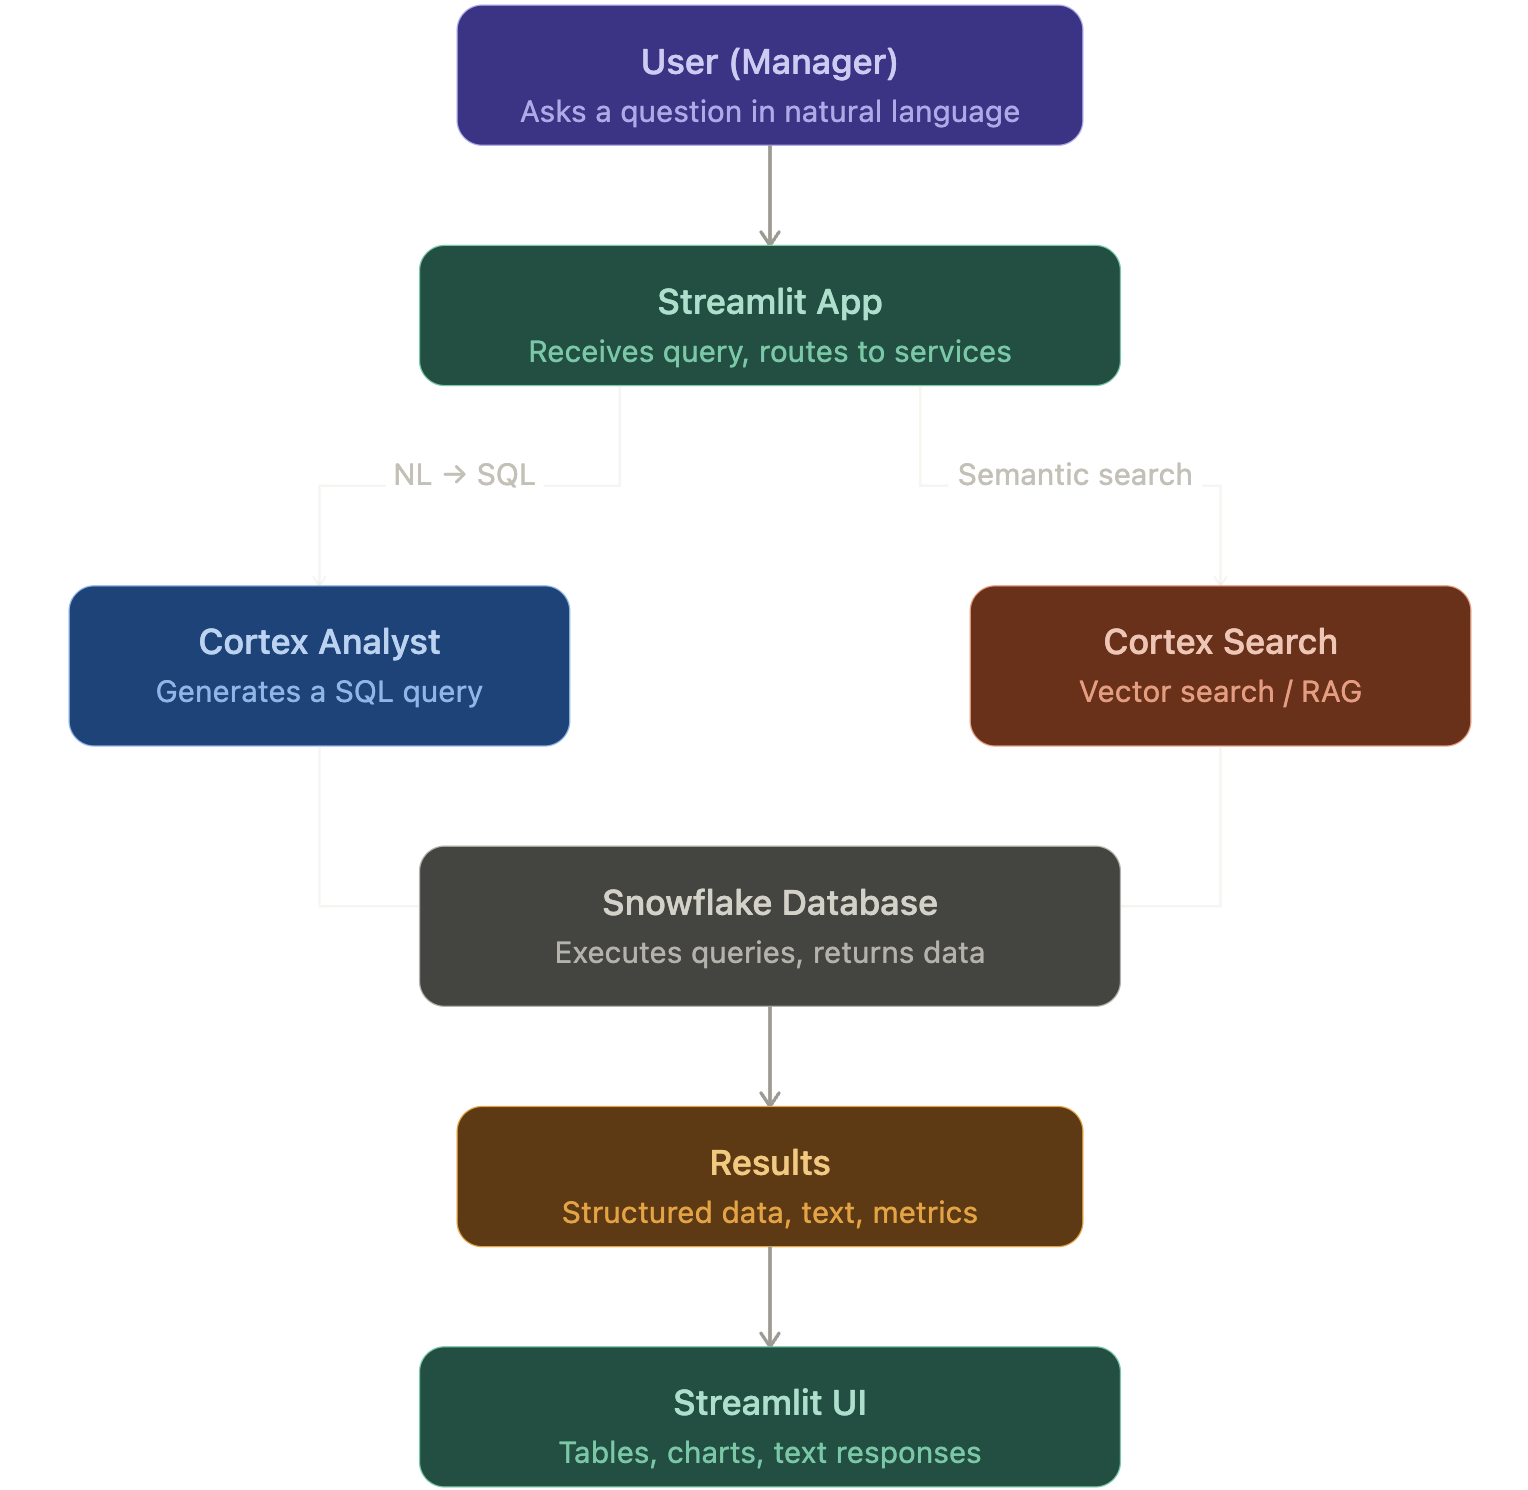 User (Manager)
Asks a question in natural language
Streamlit App
Receives query, routes to services
NL → SQL
Semantic search
Cortex Analyst
Generates a SQL query
Cortex Search
Vector search / RAG
Snowflake Database
Executes queries, returns data
Results
Structured data, text, metrics
Streamlit UI
Tables, charts, text responses